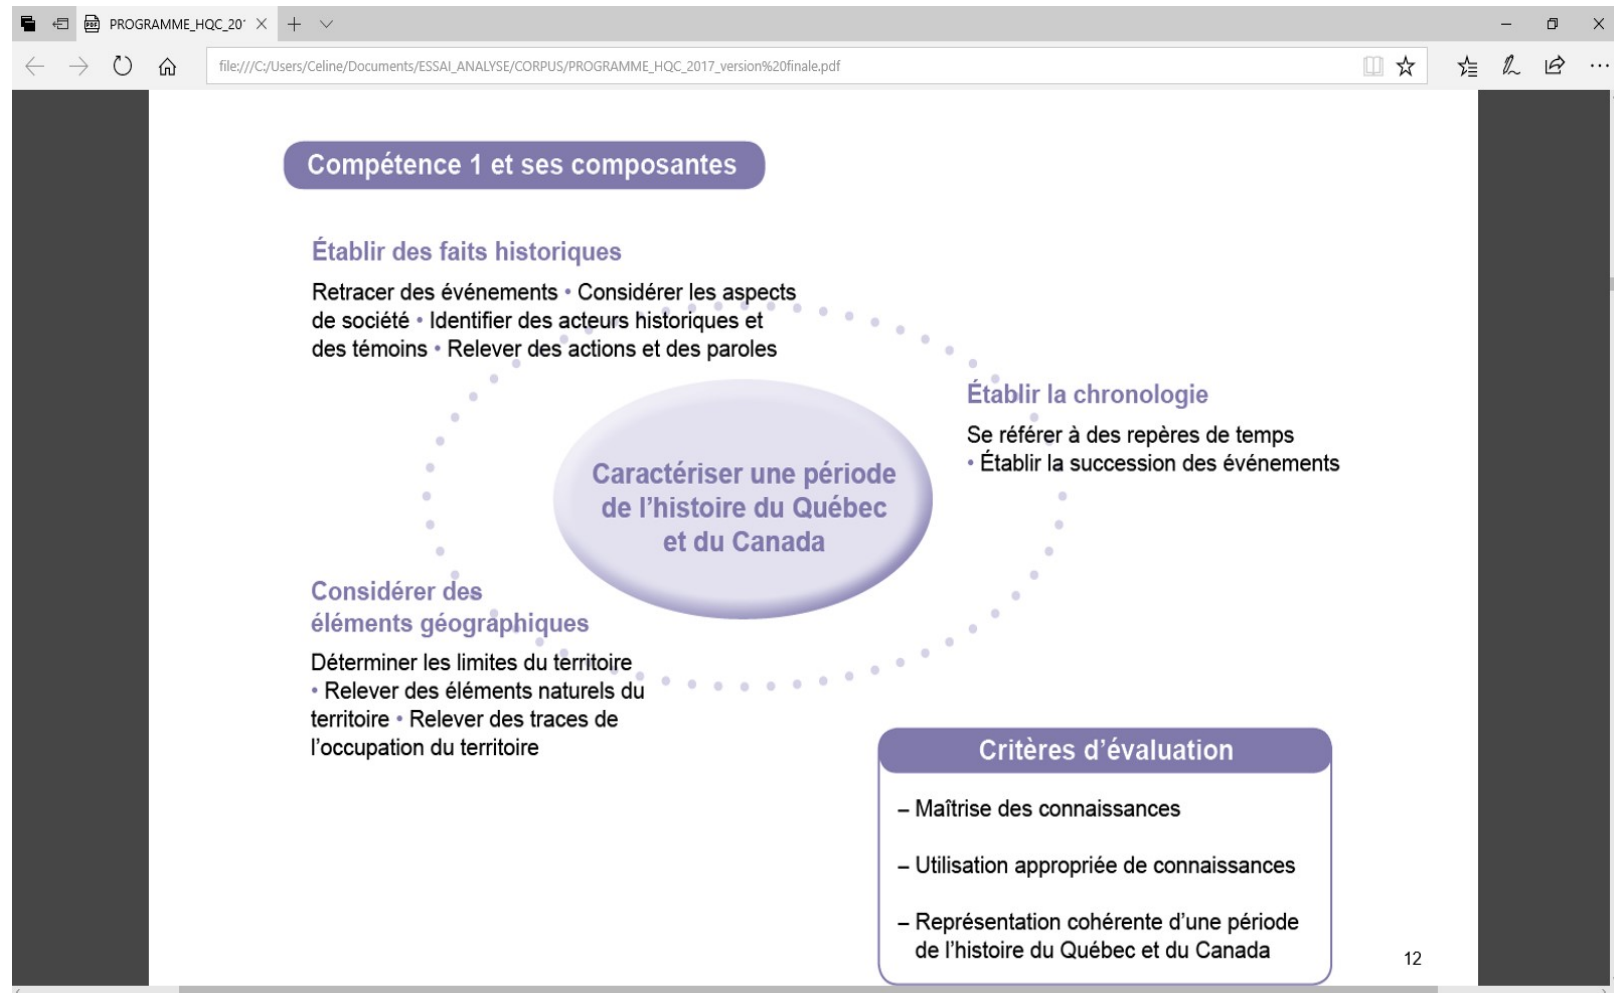 PROGRAMME_HQC_20
file:///C:/Users/Celine/Documents/ESSAI_ANALYSE/CORPUS/PROGRAMME_HQC_2017_version%20finale.pdf
Compétence 1 et ses composantes
Établir des faits historiques
Retracer des événements • Considérer les aspects
de société • Identifier des acteurs historiques et
des témoins • Relever des actions et des paroles
Établir la chronologie
Se référer à des repères de temps
• Établir la succession des événements
Caractériser une période
de l'histoire du Québec
et du Canada
Considérer des
éléments géographiques
Déterminer les limites du territoire
• Relever des éléments naturels du
territoire • Relever des traces de
l'occupation du territoire
Critères d'évaluation
– Maîtrise des connaissances
– Utilisation appropriée de connaissances
– Représentation cohérente d'une période
de l'histoire du Québec et du Canada
12